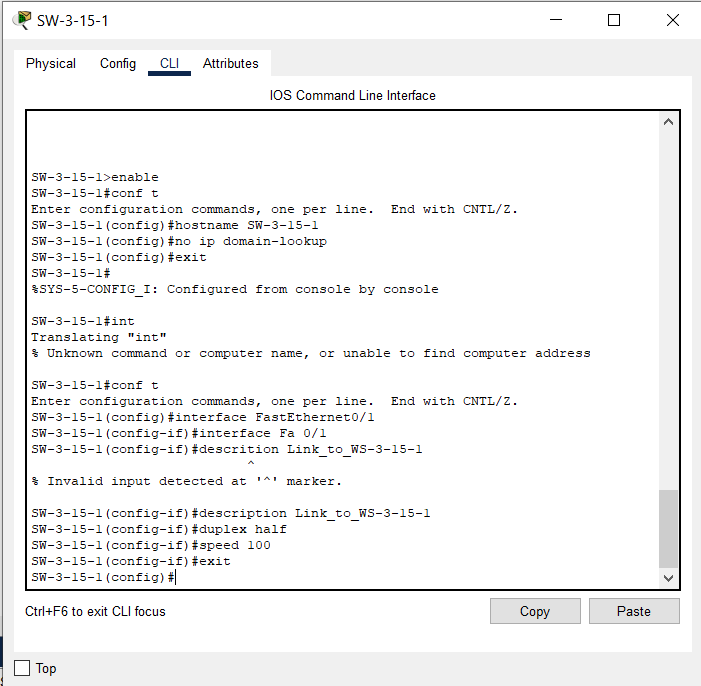 SW-3-15-1
Physical Config CLI Attributes
IOS Command Line Interface
SW-3-15-1>enable
SW-3-15-1#conf t
Enter configuration commands, one per line.  End with CNTL/Z.
SW-3-15-1(config)#hostname SW-3-15-1
SW-3-15-1(config)#no ip domain-lookup
SW-3-15-1(config)#exit
SW-3-15-1#
%SYS-5-CONFIG_I: Configured from console by console
SW-3-15-1#int
Translating "int"
% Unknown command or computer name, or unable to find computer address
SW-3-15-1#conf t
Enter configuration commands, one per line.  End with CNTL/Z.
SW-3-15-1(config)#interface FastEthernet0/1
SW-3-15-1(config-if)#interface Fa 0/1
SW-3-15-1(config-if)#descrition Link_to_WS-3-15-1
^
% Invalid input detected at '^' marker.
SW-3-15-1(config-if)#description Link_to_WS-3-15-1
SW-3-15-1(config-if)#duplex half
SW-3-15-1(config-if)#speed 100
SW-3-15-1(config-if)#exit
SW-3-15-1(config)#
Ctrl+F6 to exit CLI focus
Copy Paste
Top